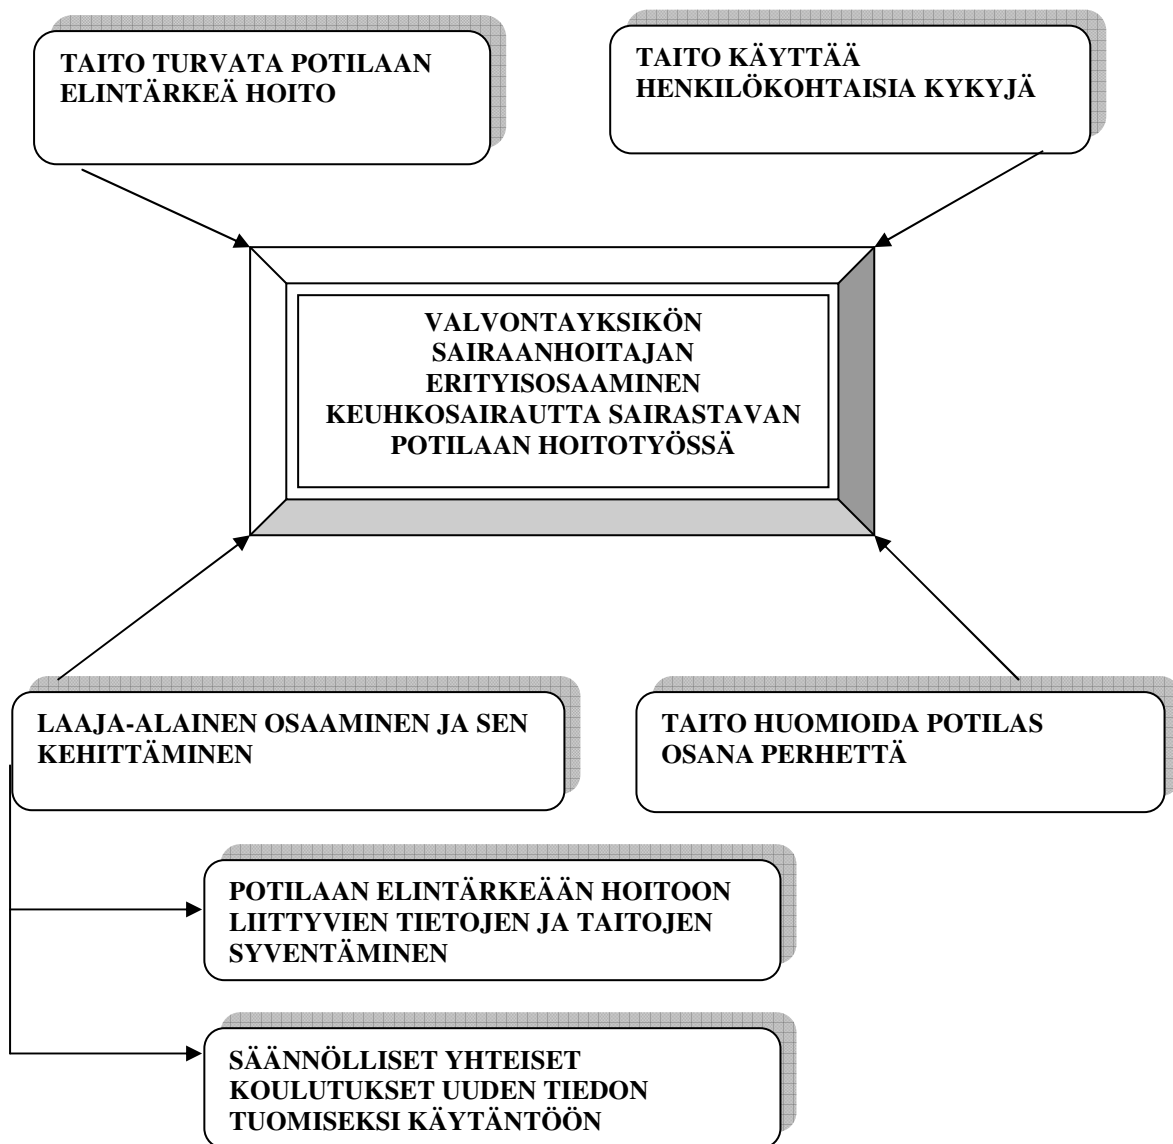 TAITO TURVATA POTILAAN
ELINTÄRKEÄ HOITO
TAITO KÄYTTÄÄ
HENKILÖKOHTAISIA KYKYJÄ
VALVONTAYKSIKÖN
SAIRAANHOITAJAN
ERITYISOSAAMINEN
KEUHKOSAIRAUTTA SAIRASTAVAN
POTILAAN HOITOTYÖSSÄ
LAAJA-ALAINEN OSAAMINEN JA SEN
KEHITTÄMINEN
TAITO HUOMIOIDA POTILAS
OSANA PERHETTÄ
POTILAAN ELINTÄRKEÄÄN HOITOON
LIITTYVIEN TIETOJEN JA TAITOJEN
SYVENTÄMINEN
SÄÄNNÖLLISET YHTEISET
KOULUTUKSET UUDEN TIEDON
TUOMISEKSI KÄYTÄNTÖÖN